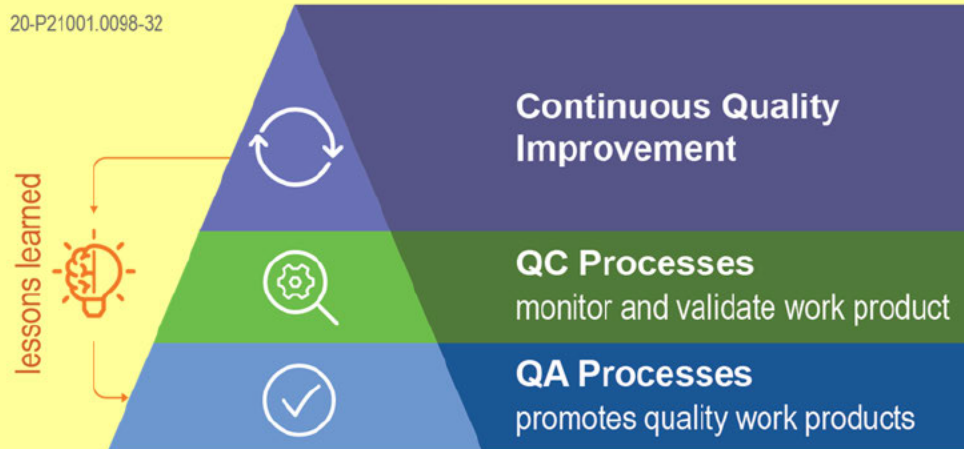 20-P21001.0098-32
Continuous Quality
Improvement
lessons learned
QC Processes
monitor and validate work product
QA Processes
promotes quality work products